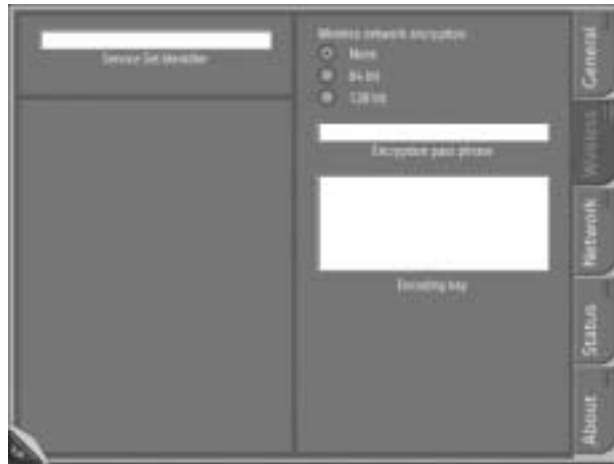 Service Set Identifier
Wireless network encryption
None
64 bit
128 bit
Encryption pass phrase
Encoding key
General
Wireless
Network
Status
About